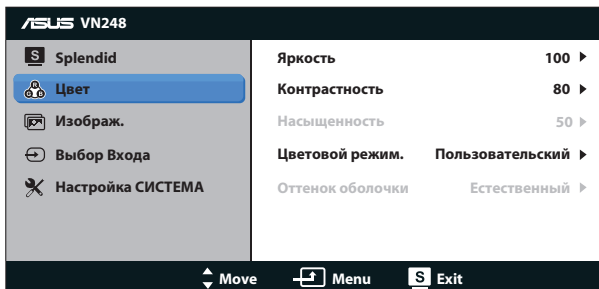 ASUS VN248
S Splendid
Цвет
Изображ.
Выбор Входа
Настройка СИСТЕМА
Яркость 100
Контрастность 80
Насыщенность 50
Цветовой режим. Пользовательский
Оттенок оболочки Естественный
Move Menu S Exit